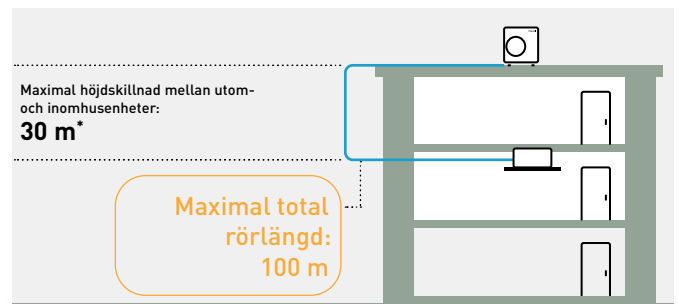 Maximal höjdskillnad mellan utom-
och inomhusenheter:
30 m*
Maximal total
rörlängd:
100 m